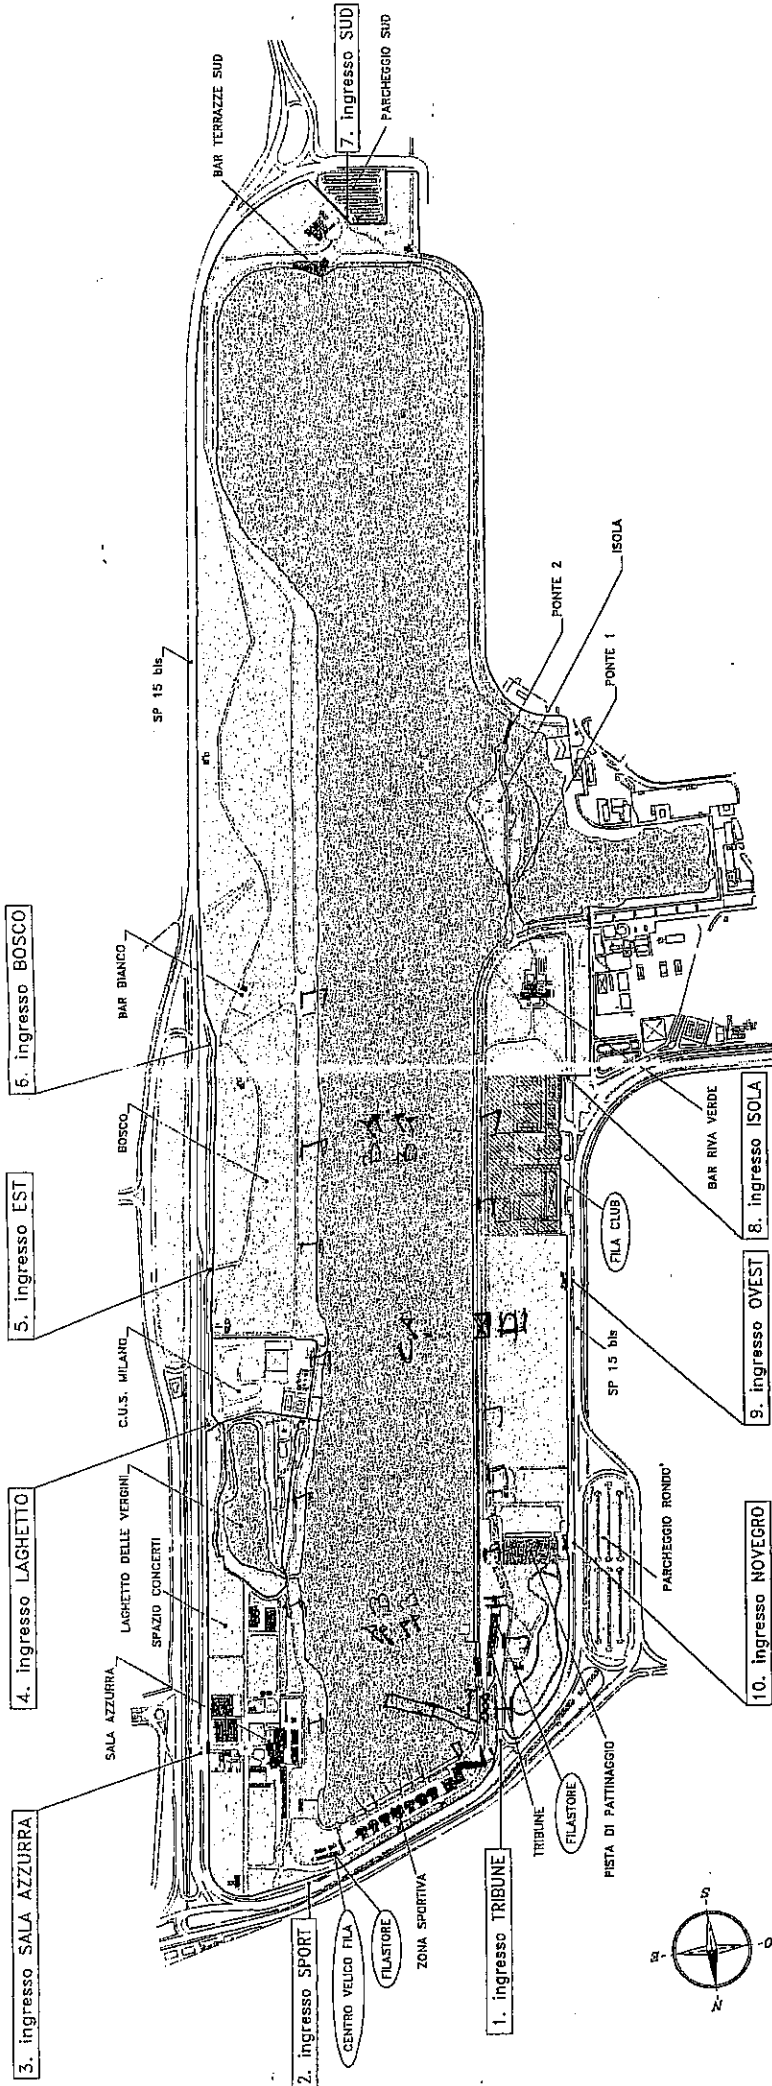 3. ingresso SALA AZZURRA
4. ingresso LAGHETTO
5. ingresso EST
6. ingresso BOSCO
SALA AZZURRA
SPAZIO CONCERTI
LAGHETTO DELLE VERGINI
C.U.S. MILANO
BOSCO
BAR BIANCO
SP 15 bis
BAR TERRAZZE SUD
7. ingresso SUD
PARCHEGGIO SUD
2. ingresso SPORT
CENTRO VELICO FILA
FILASTORE
ZONA SPORTIVA
1. ingresso TRIBUNE
TRIBUNE
FILASTORE
PISTA DI PATTINAGGIO
10. ingresso NOVEGRO
PARCHEGGIO RONDO'
9. ingresso OVEST
SP 15 bis
FILA CLUB
8. ingresso ISOLA
BAR RIVA VERDE
PONTE 1
ISOLA
PONTE 2
N
E
S
O